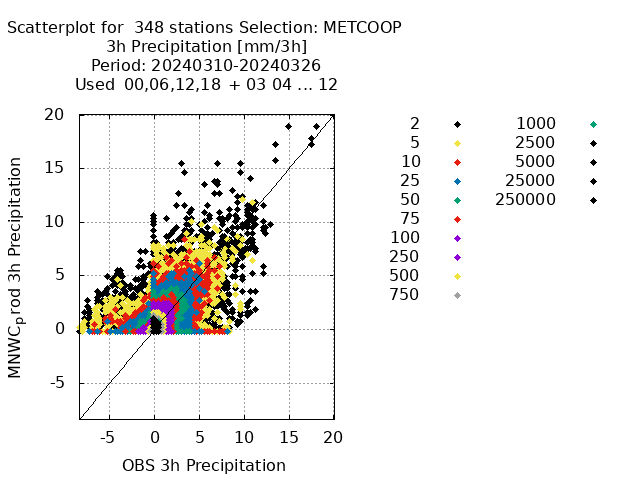 Scatterplot for  348 stations Selection: METCOOP
3h Precipitation [mm/3h]
Period: 20240310-20240326
Used  00,06,12,18 + 03 04 ... 12
20
15
10
5
0
-5
-5 0 5 10 15 20
MNWC_prod 3h Precipitation
OBS 3h Precipitation
2 1000
5 2500
10 5000
25 25000
50 250000
75
100
250
500
750